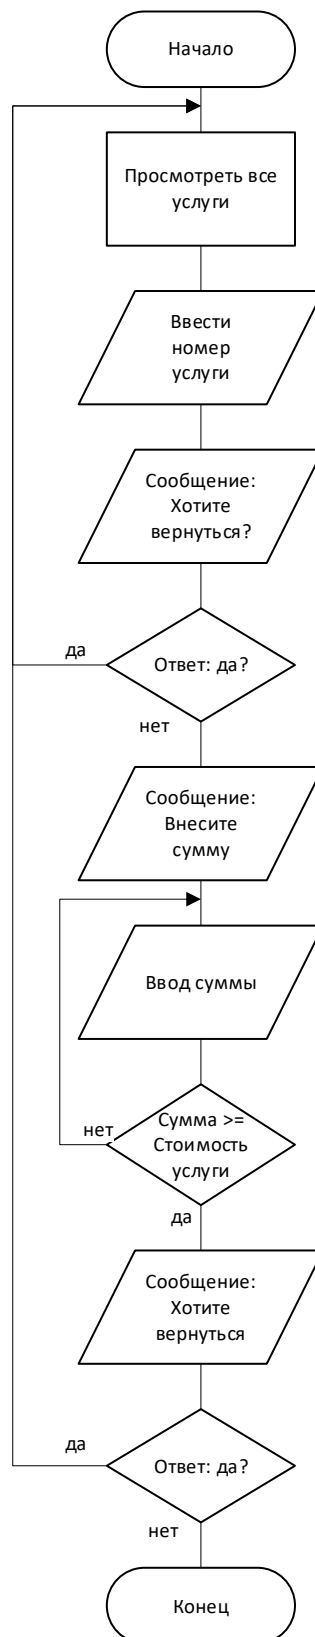 Начало
Просмотреть все
услуги
Ввести
номер
услуги
Сообщение:
Хотите
вернуться?
да
Ответ: да?
нет
Сообщение:
Внесите
сумму
Ввод суммы
нет
Сумма >=
Стоимость
услуги
да
Сообщение:
Хотите
вернуться
да
Ответ: да?
нет
Конец